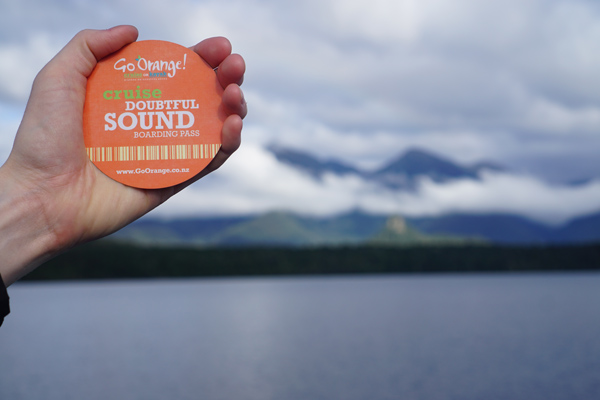 Go Orange!
cruise
DOUBTFUL
SOUND
BOARDING PASS
www.GoOrange.co.nz